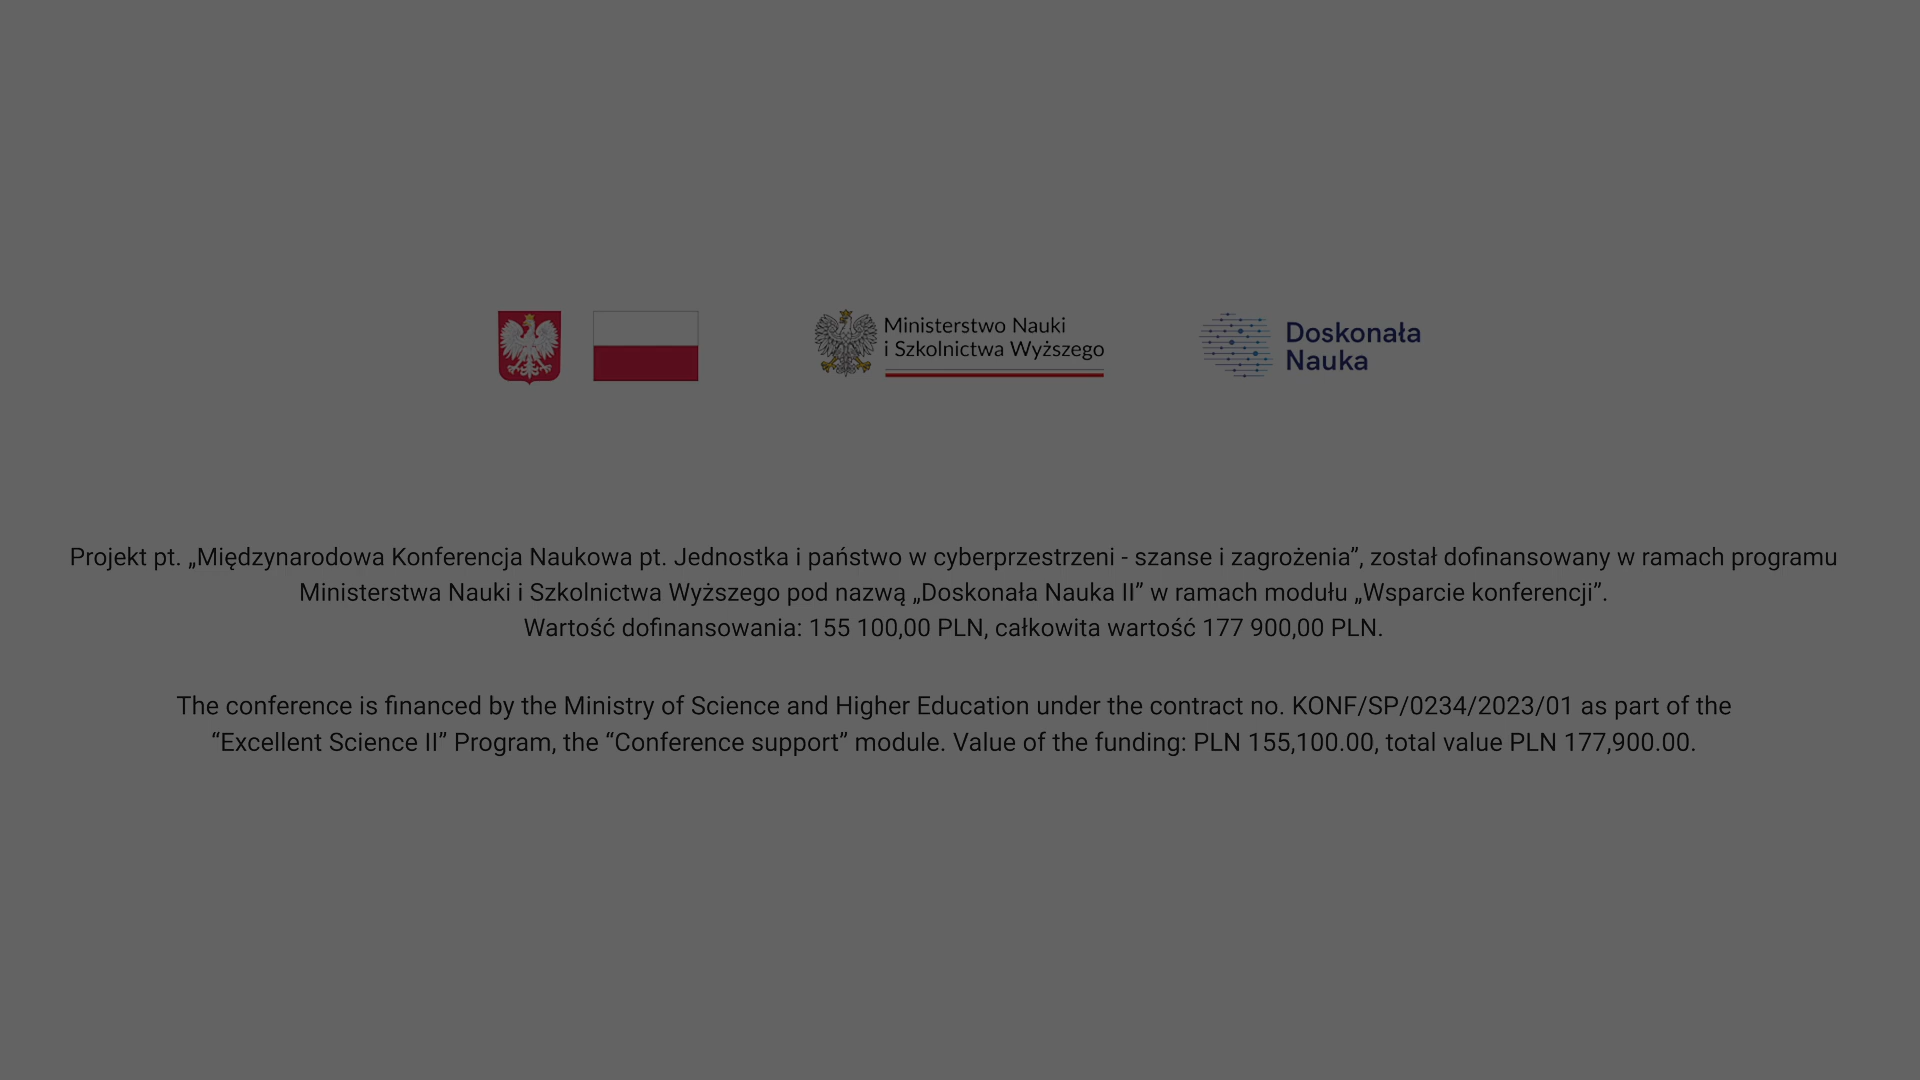 Ministerstwo Nauki
i Szkolnictwa Wyższego
Doskonała
Nauka
Projekt pt. „Międzynarodowa Konferencja Naukowa pt. Jednostka i państwo w cyberprzestrzeni - szanse i zagrożenia”, został dofinansowany w ramach programu
Ministerstwa Nauki i Szkolnictwa Wyższego pod nazwą „Doskonała Nauka II” w ramach modułu „Wsparcie konferencji”.
Wartość dofinansowania: 155 100,00 PLN, całkowita wartość 177 900,00 PLN.
The conference is financed by the Ministry of Science and Higher Education under the contract no. KONF/SP/0234/2023/01 as part of the
“Excellent Science II” Program, the “Conference support” module. Value of the funding: PLN 155,100.00, total value PLN 177,900.00.